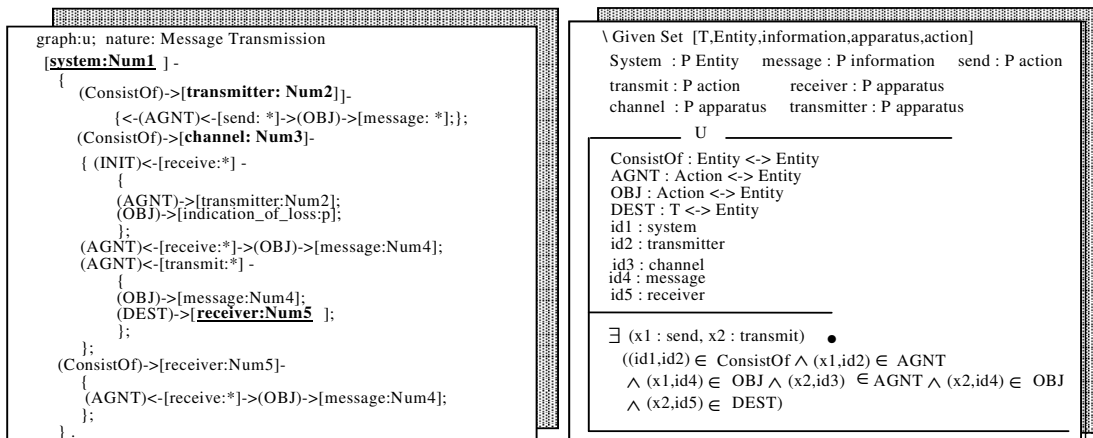 graph:u; nature: Message Transmission
[system:Num1 ] -
{
(ConsistOf)->[transmitter: Num2]]-
{<-(AGNT)<-[send: *]->(OBJ)->[message: *];};
(ConsistOf)->[channel: Num3]-
{ (INIT)<-[receive:*] -
{
(AGNT)->[transmitter:Num2];
(OBJ)->[indication_of_loss:p];
};
(AGNT)<-[receive:*]->(OBJ)->[message:Num4];
(AGNT)<-[transmit:*] -
{
(OBJ)->[message:Num4];
(DEST)->[receiver:Num5 ];
};
};
(ConsistOf)->[receiver:Num5]-
{
(AGNT)<-[receive:*]->(OBJ)->[message:Num4];
};
} .
\ Given Set [T,Entity,information,apparatus,action]
System : P Entity message : P information send : P action
transmit : P action receiver : P apparatus
channel : P apparatus transmitter : P apparatus
U
ConsistOf : Entity <-> Entity
AGNT : Action <-> Entity
OBJ : Action <-> Entity
DEST : T <-> Entity
id1 : system
id2 : transmitter
id3 : channel
id4 : message
id5 : receiver
∃ (x1 : send, x2 : transmit) •
((id1,id2) ∈ ConsistOf ∧ (x1,id2) ∈ AGNT
∧ (x1,id4) ∈ OBJ ∧ (x2,id3) ∈ AGNT ∧ (x2,id4) ∈ OBJ
∧ (x2,id5) ∈ DEST)